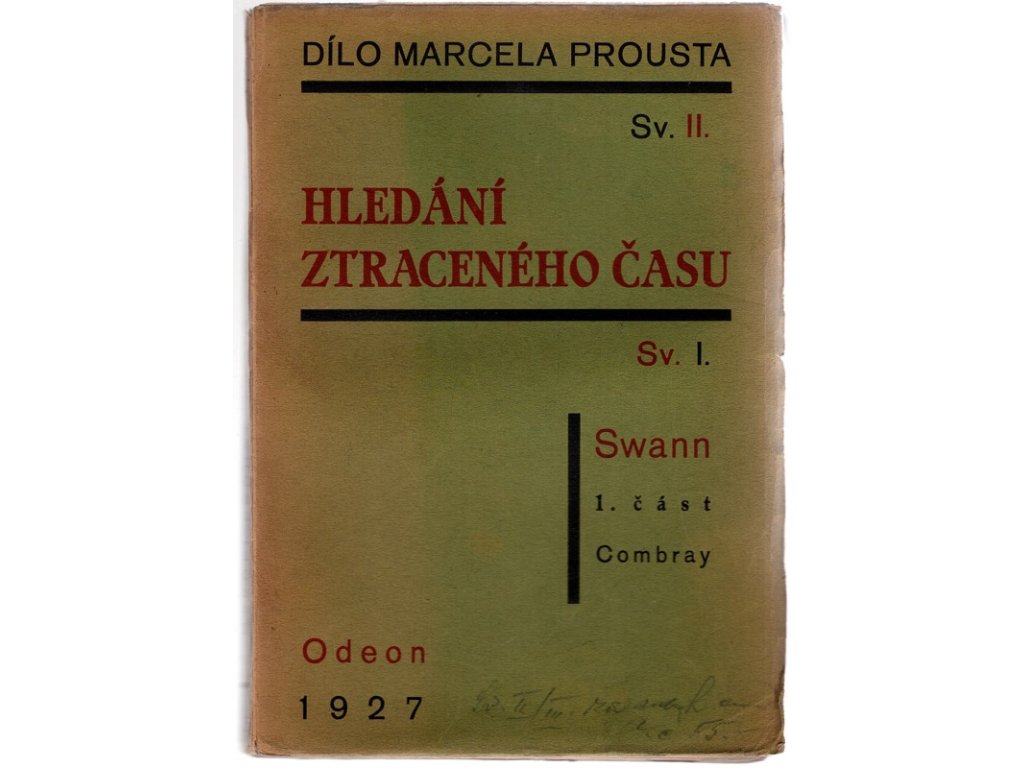 DÍLO MARCELA PROUSTA
Sv. II.
HLEDÁNÍ
ZTRACENÉHO ČASU
Sv. I.
Swann
1. část
Combray
Odeon
1927